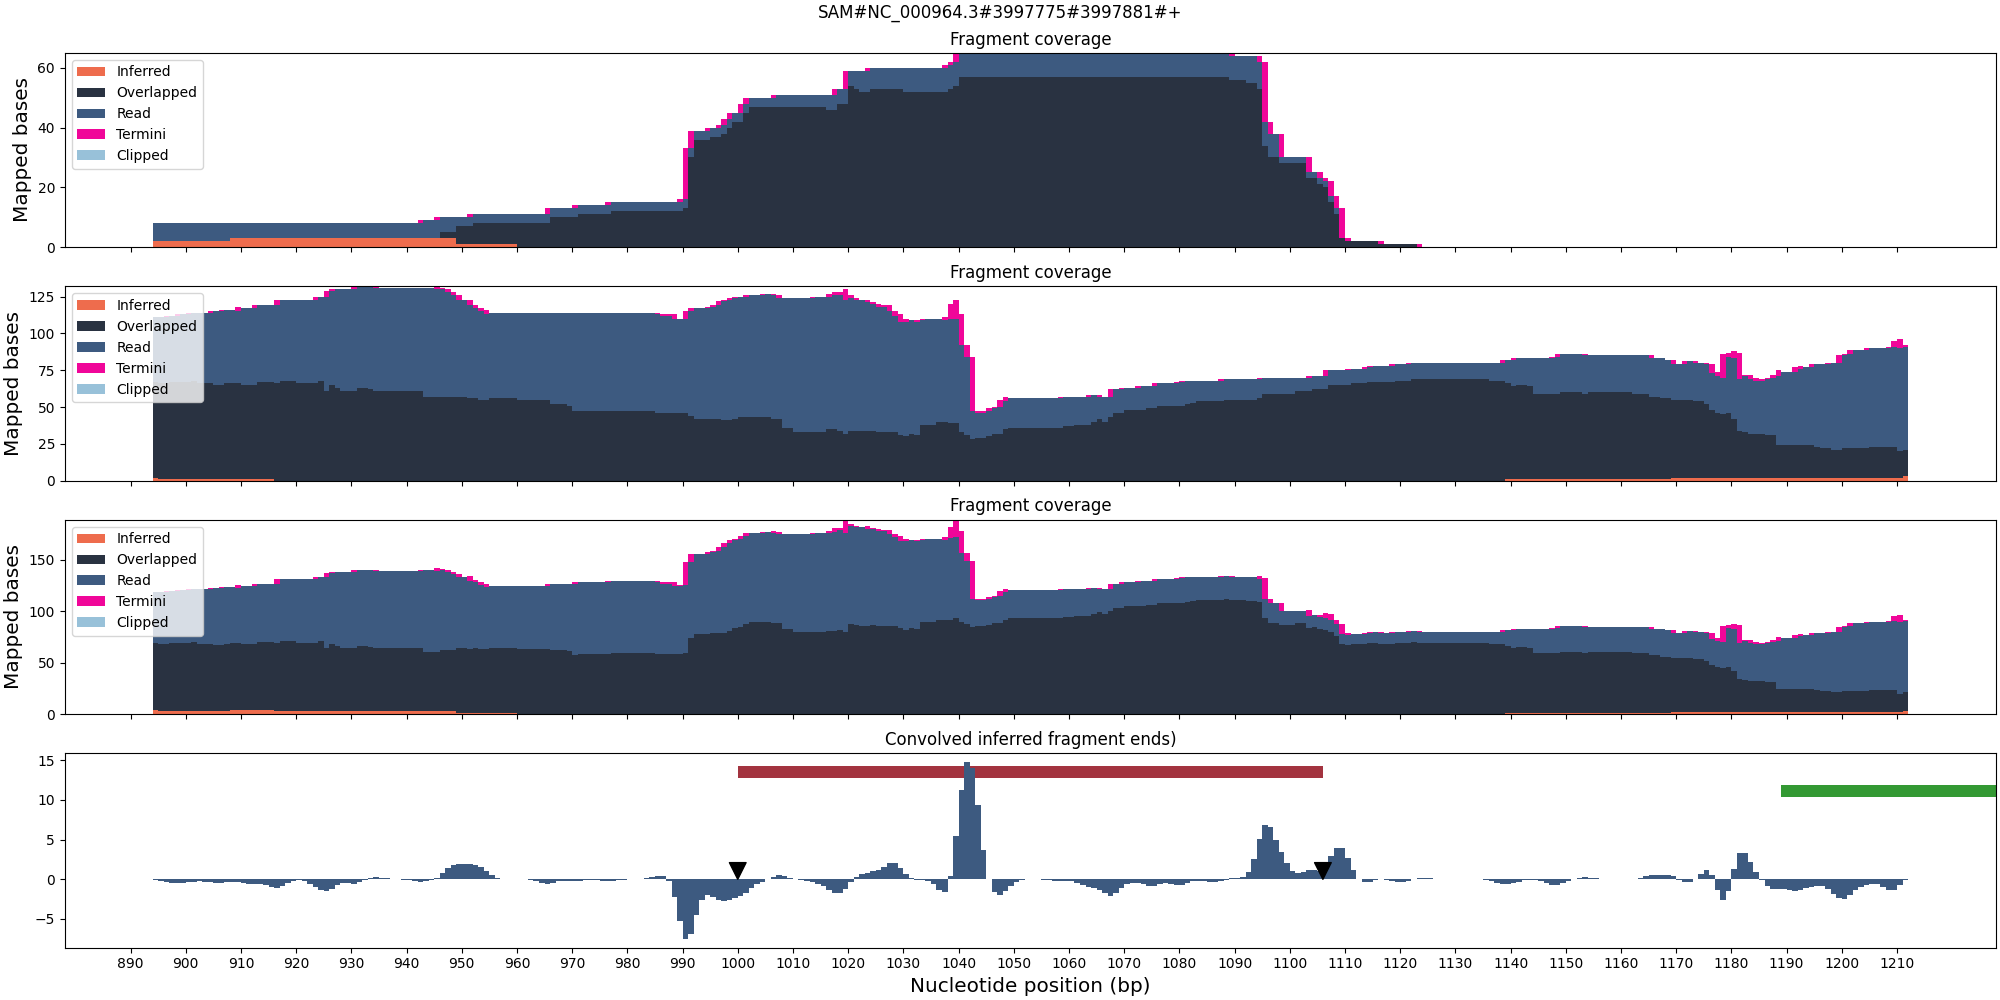 SAM#NC_000964.3#3997775#3997881#+
Fragment coverage
Mapped bases
60
40
20
0
Inferred
Overlapped
Read
Termini
Clipped
Fragment coverage
Mapped bases
125
100
75
50
25
0
Inferred
Overlapped
Read
Termini
Clipped
Fragment coverage
Mapped bases
150
100
50
0
Inferred
Overlapped
Read
Termini
Clipped
Convolved inferred fragment ends)
15
10
5
0
−5
890 900 910 920 930 940 950 960 970 980 990 1000 1010 1020 1030 1040 1050 1060 1070 1080 1090 1100 1110 1120 1130 1140 1150 1160 1170 1180 1190 1200 1210
Nucleotide position (bp)